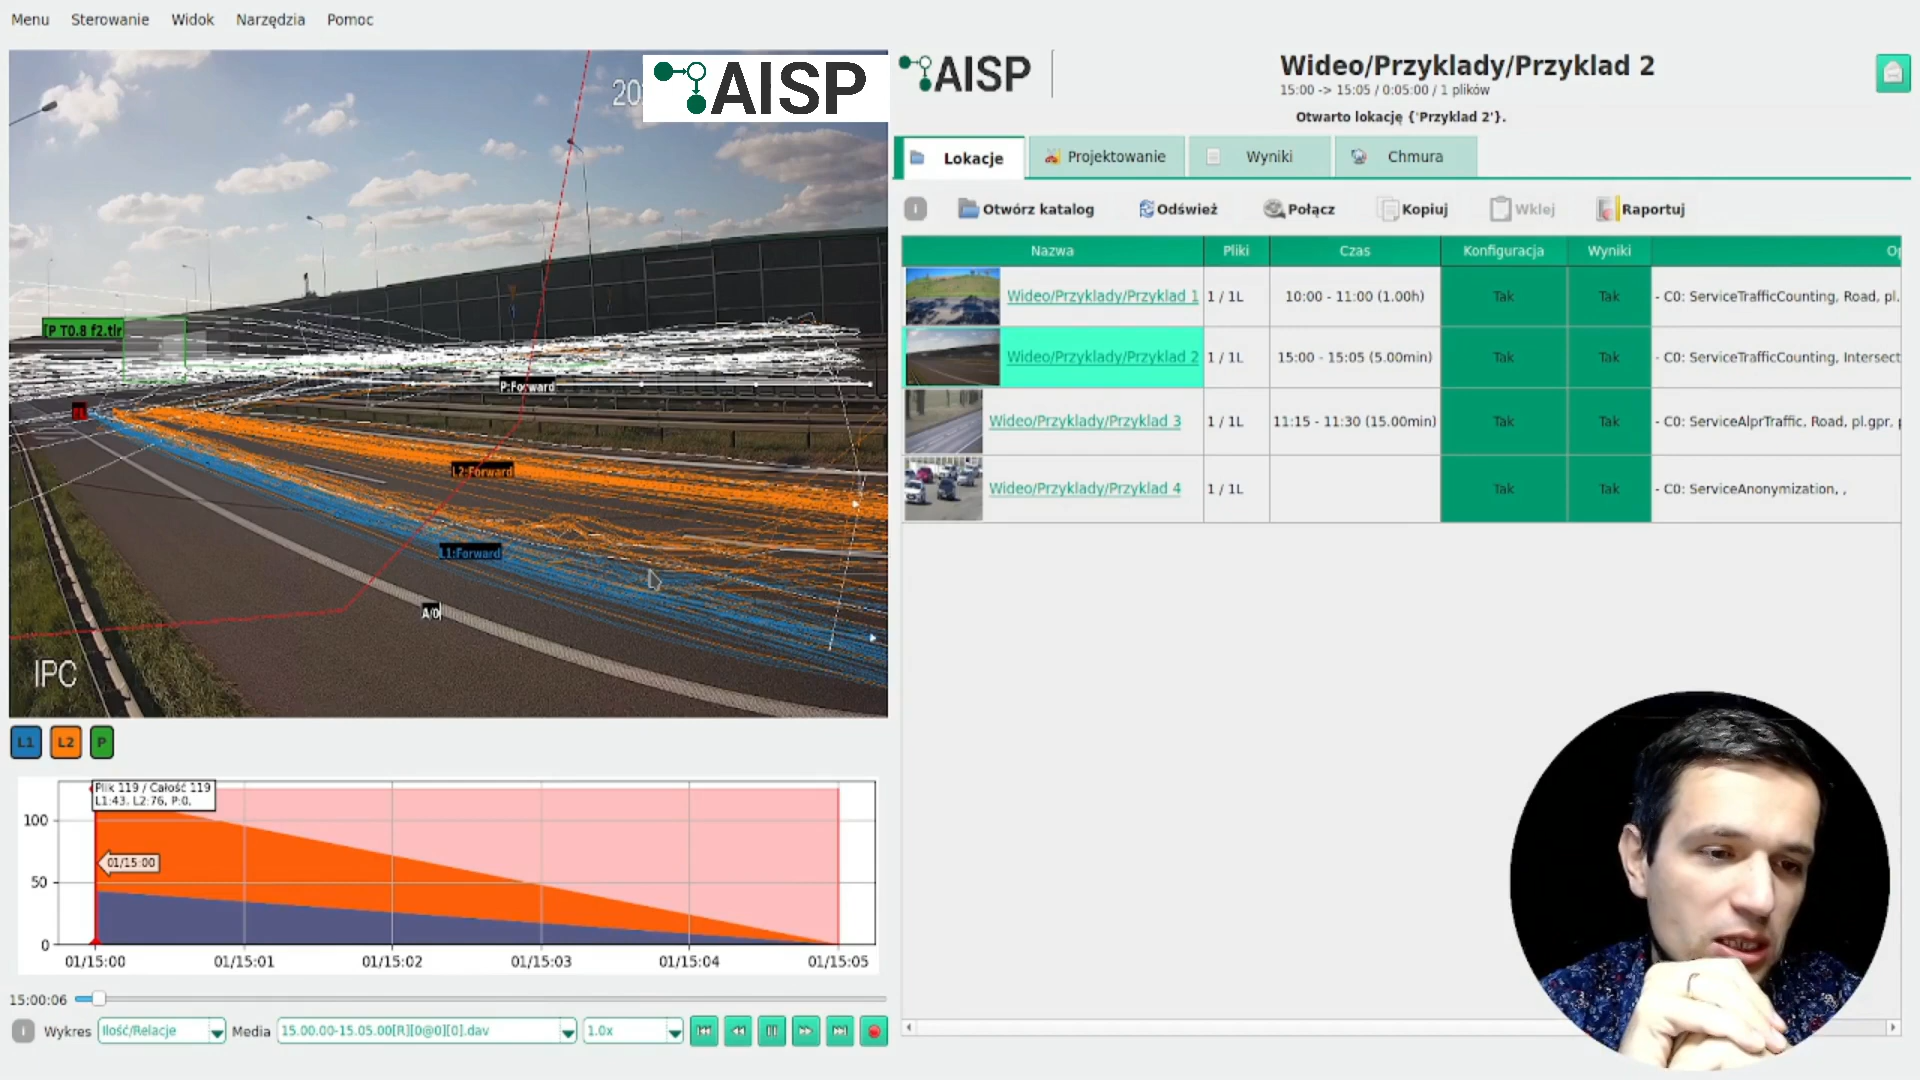 Menu Sterowanie Widok Narzędzia Pomoc
20
AISP
[P T0.8 f2.tlr
P:Forward
L2:Forward
L1:Forward
A/0
IPC
L1 L2 P
Plik 119 / Całość 119
L1:43, L2:76, P:0,
100
50
0
01/15:00
01/15:00 01/15:01 01/15:02 01/15:03 01/15:04 01/15:05
15:00:06
i Wykres Ilość/Relacje Media 15.00.00-15.05.00[R][0@0][0].dav 1.0x
AISP
Wideo/Przyklady/Przyklad 2
15:00 -> 15:05 / 0:05:00 / 1 plików
Otwarto lokację {'Przyklad 2'}.
Lokacje Projektowanie Wyniki Chmura
i Otwórz katalog Odśwież Połącz Kopiuj Wklej Raportuj
Nazwa Pliki Czas Konfiguracja Wyniki Op
Wideo/Przyklady/Przyklad 1 1 / 1L 10:00 - 11:00 (1.00h) Tak Tak - C0: ServiceTrafficCounting, Road, pl.
Wideo/Przyklady/Przyklad 2 1 / 1L 15:00 - 15:05 (5.00min) Tak Tak - C0: ServiceTrafficCounting, Intersect
Wideo/Przyklady/Przyklad 3 1 / 1L 11:15 - 11:30 (15.00min) Tak Tak - C0: ServiceAlprTraffic, Road, pl.gpr,
Wideo/Przyklady/Przyklad 4 1 / 1L Tak Tak - C0: ServiceAnonymization, ,